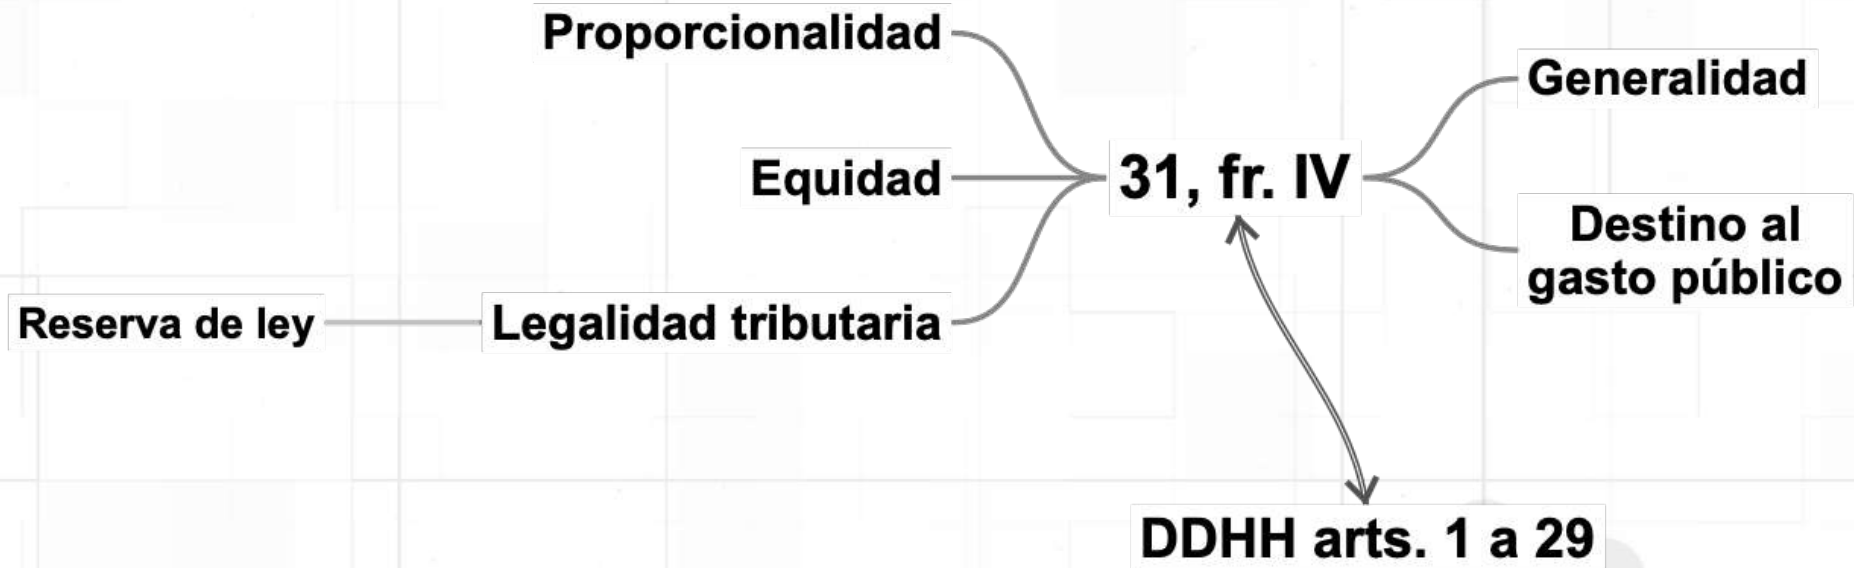 Proporcionalidad
Equidad
Reserva de ley
Legalidad tributaria
31, fr. IV
Generalidad
Destino al
gasto público
DDHH arts. 1 a 29